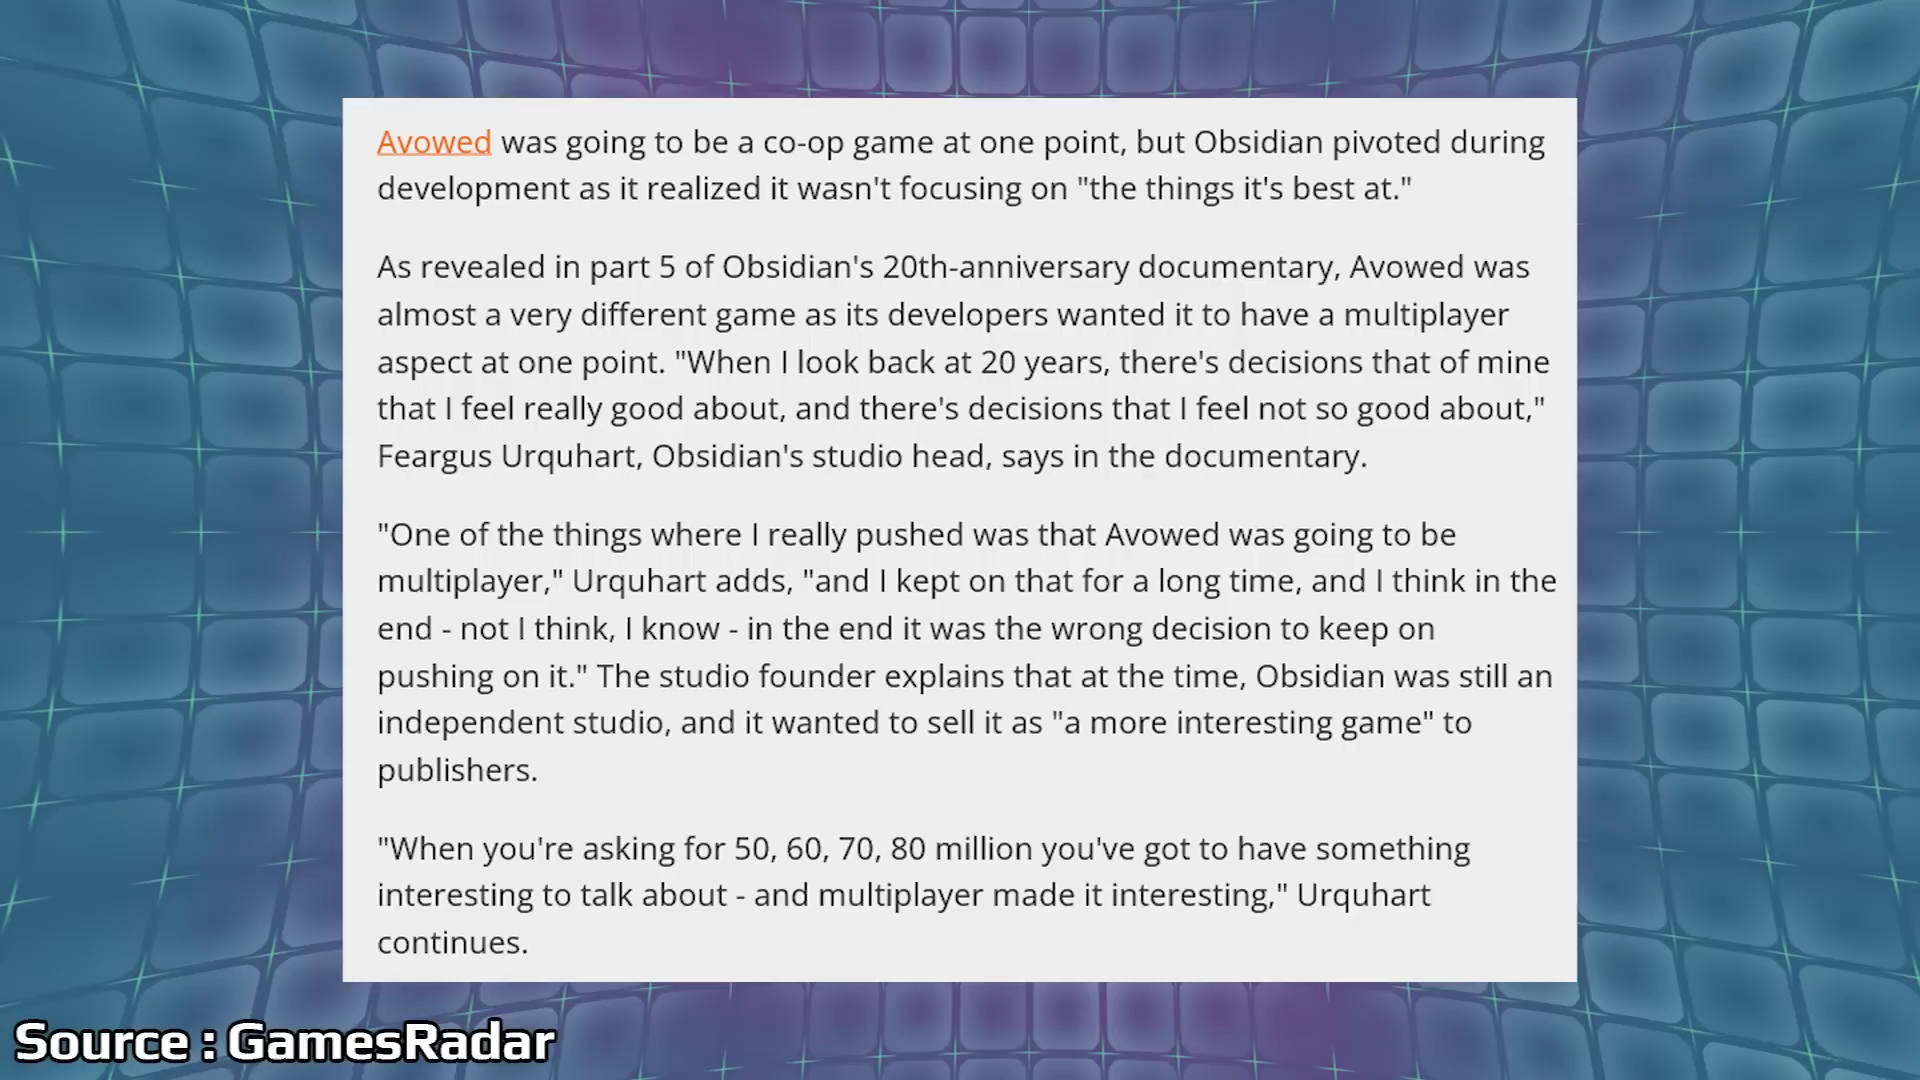 Avowed was going to be a co-op game at one point, but Obsidian pivoted during
development as it realized it wasn't focusing on "the things it's best at."
As revealed in part 5 of Obsidian's 20th-anniversary documentary, Avowed was
almost a very different game as its developers wanted it to have a multiplayer
aspect at one point. "When I look back at 20 years, there's decisions that of mine
that I feel really good about, and there's decisions that I feel not so good about,"
Feargus Urquhart, Obsidian's studio head, says in the documentary.
"One of the things where I really pushed was that Avowed was going to be
multiplayer," Urquhart adds, "and I kept on that for a long time, and I think in the
end - not I think, I know - in the end it was the wrong decision to keep on
pushing on it." The studio founder explains that at the time, Obsidian was still an
independent studio, and it wanted to sell it as "a more interesting game" to
publishers.
"When you're asking for 50, 60, 70, 80 million you've got to have something
interesting to talk about - and multiplayer made it interesting," Urquhart
continues.
Source : GamesRadar